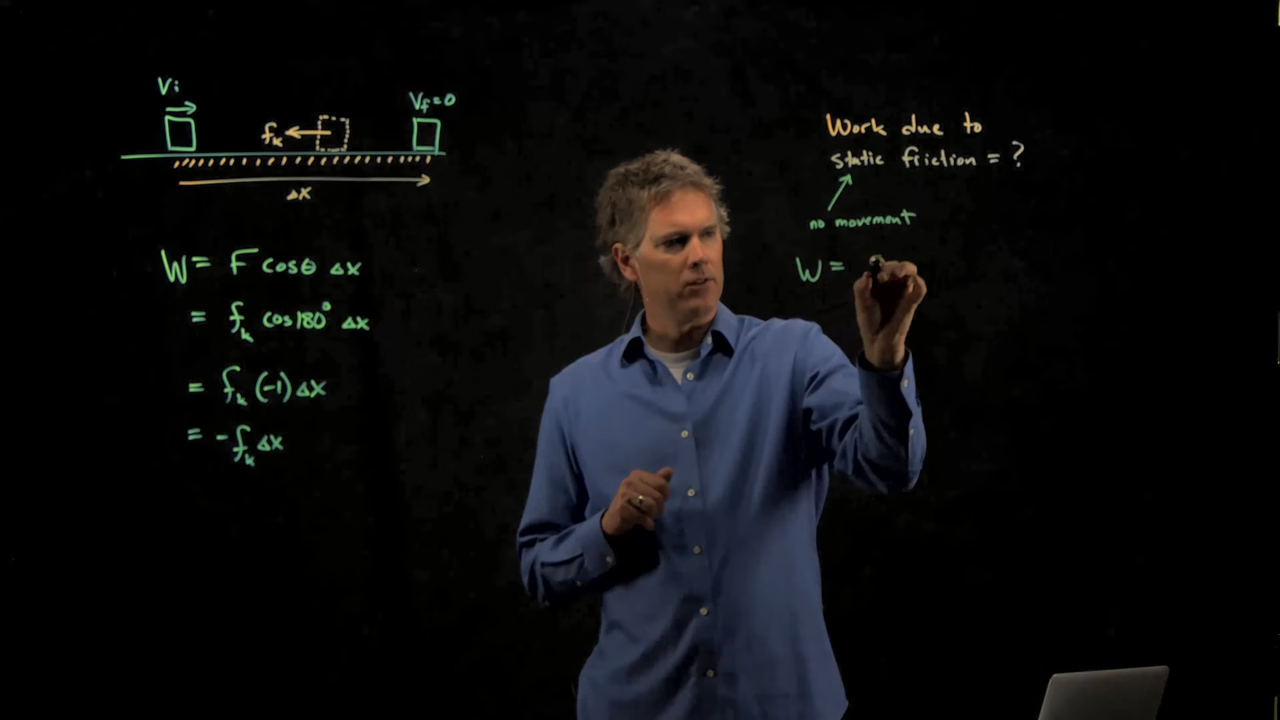 Vi
Vf=0
fk
Δx
W = F cosθ Δx
= fk cos180° Δx
= fk (-1) Δx
= -fk Δx
Work due to
static friction = ?
no movement
W =